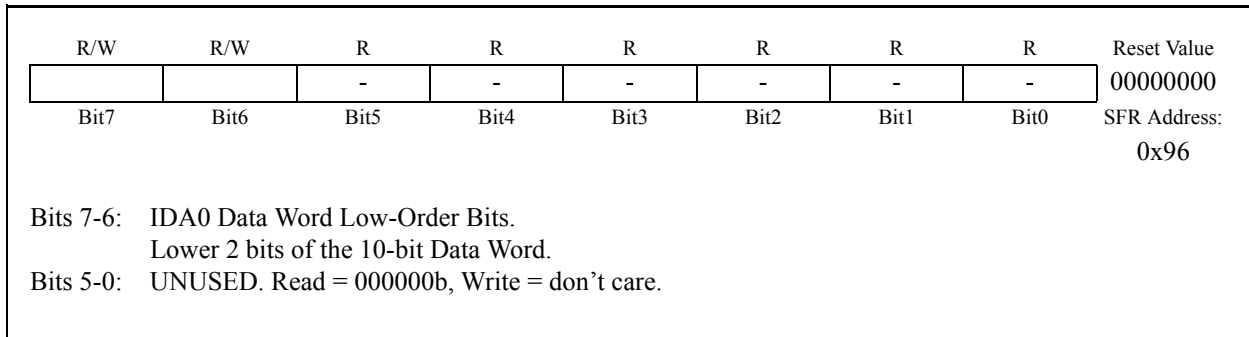 R/W R/W R R R R R R Reset Value
- - - - - - 00000000
Bit7 Bit6 Bit5 Bit4 Bit3 Bit2 Bit1 Bit0 SFR Address:
0x96
Bits 7-6: IDA0 Data Word Low-Order Bits.
Lower 2 bits of the 10-bit Data Word.
Bits 5-0: UNUSED. Read = 000000b, Write = don’t care.